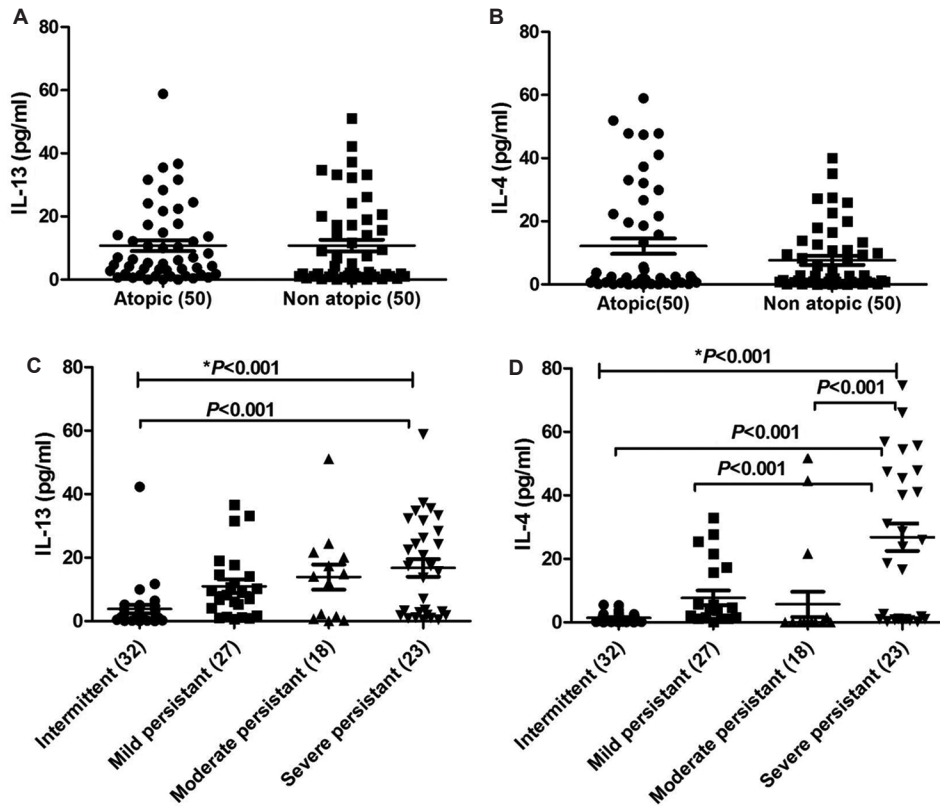 A
80
60
40
20
0
IL-13 (pg/ml)
Atopic (50)
Non atopic (50)
B
80
60
40
20
0
IL-4 (pg/ml)
Atopic(50)
Non atopic (50)
C
80
60
40
20
0
IL-13 (pg/ml)
*P<0.001
P<0.001
Intermittent (32)
Mild persistant (27)
Moderate persistant (18)
Severe persistant (23)
D
80
60
40
20
0
IL-4 (pg/ml)
*P<0.001
P<0.001
P<0.001
P<0.001
Intermittent (32)
Mild persistant (27)
Moderate persistant (18)
Severe persistant (23)